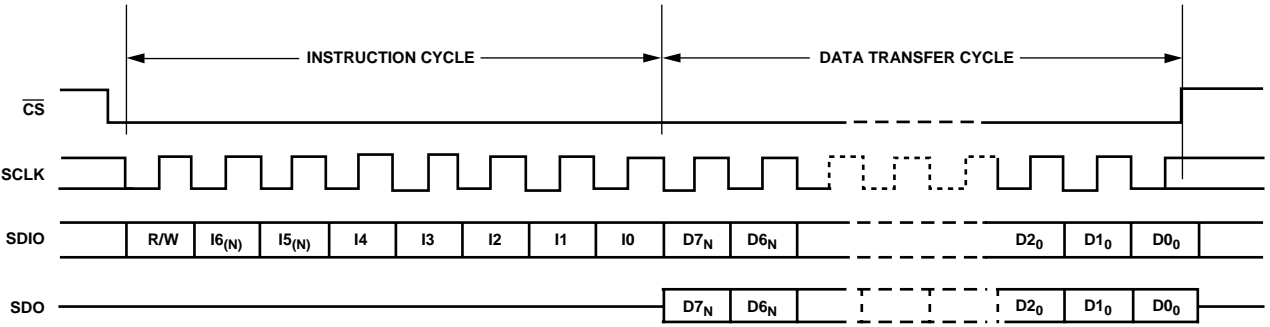 INSTRUCTION CYCLE DATA TRANSFER CYCLE
CS
SCLK
SDIO R/W I6(N) I5(N) I4 I3 I2 I1 I0 D7N D6N D20 D10 D00
SDO D7N D6N D20 D10 D00